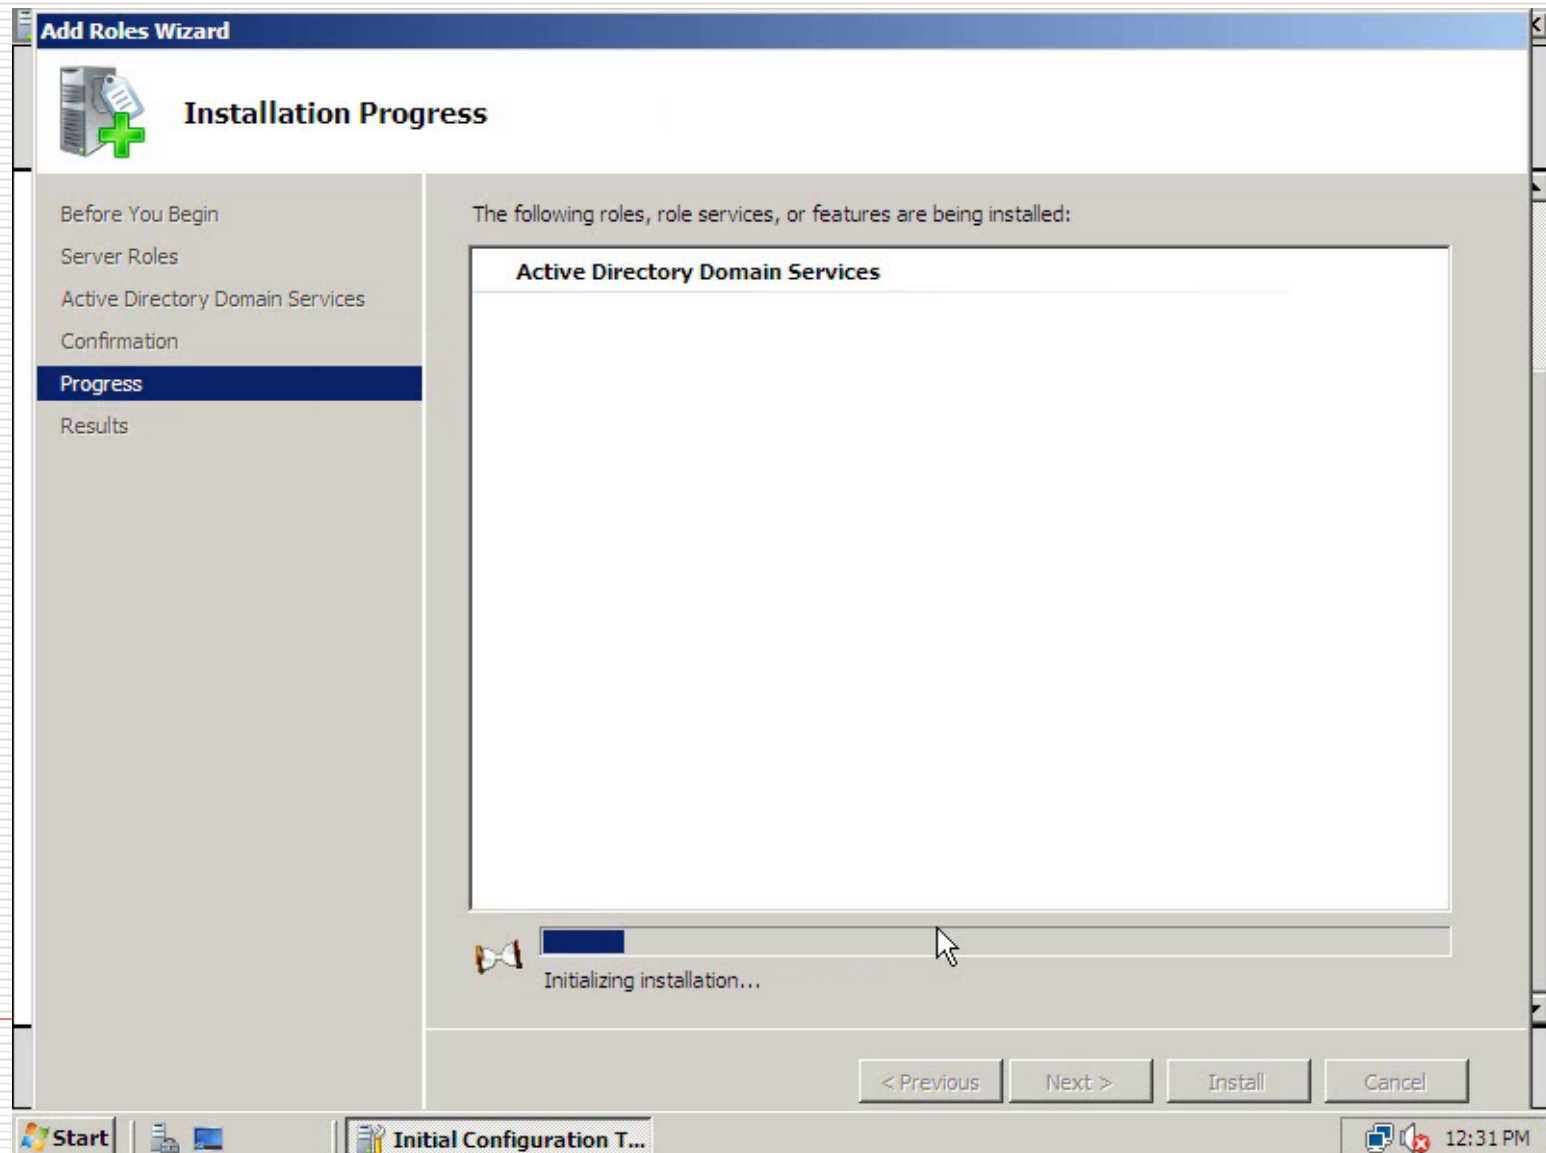 Add Roles Wizard
Installation Progress
Before You Begin
Server Roles
Active Directory Domain Services
Confirmation
Progress
Results
The following roles, role services, or features are being installed:
Active Directory Domain Services
Initializing installation...
< Previous
Next >
Install
Cancel
Start
Initial Configuration T...
12:31 PM